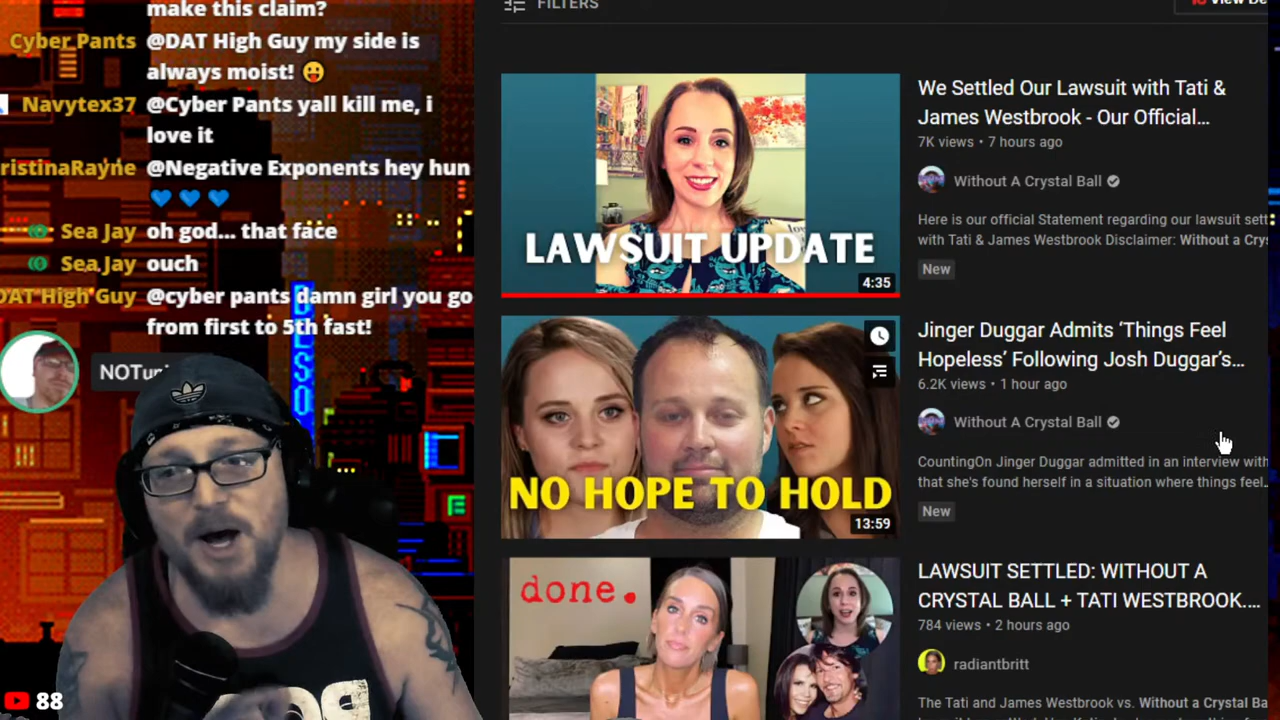 make this claim?
Cyber Pants @DAT High Guy my side is
always moist! 😛
Navytex37 @Cyber Pants yall kill me, i
love it
ristinaRayne @Negative Exponents hey hun
💙 💙 💙
Sea Jay oh god... that face
Sea Jay ouch
DAT High Guy @cyber pants damn girl you go
from first to 5th fast!
88
FILTERS
LAWSUIT UPDATE
4:35
We Settled Our Lawsuit with Tati &
James Westbrook - Our Official...
7K views • 7 hours ago
Without A Crystal Ball
Here is our official Statement regarding our lawsuit sett
with Tati & James Westbrook Disclaimer: Without a Crys
New
NO HOPE TO HOLD
13:59
Jinger Duggar Admits ‘Things Feel
Hopeless’ Following Josh Duggar’s...
6.2K views • 1 hour ago
Without A Crystal Ball
CountingOn Jinger Duggar admitted in an interview with
that she's found herself in a situation where things feel...
New
done.
LAWSUIT SETTLED: WITHOUT A
CRYSTAL BALL + TATI WESTBROOK....
784 views • 2 hours ago
radiantbritt
The Tati and James Westbrook vs. Without a Crystal Ba